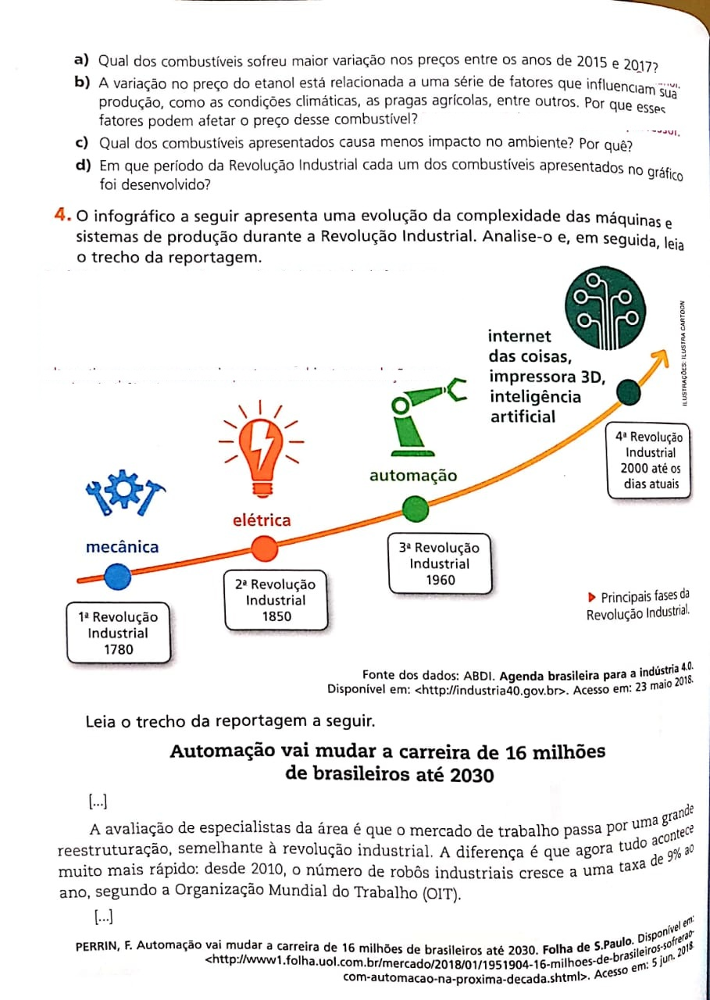 a) Qual dos combustíveis sofreu maior variação nos preços entre os anos de 2015 e 2017?
b) A variação no preço do etanol está relacionada a uma série de fatores que influenciam sua
produção, como as condições climáticas, as pragas agrícolas, entre outros. Por que esses
fatores podem afetar o preço desse combustível?
c) Qual dos combustíveis apresentados causa menos impacto no ambiente? Por quê?
d) Em que período da Revolução Industrial cada um dos combustíveis apresentados no gráfico
foi desenvolvido?
4. O infográfico a seguir apresenta uma evolução da complexidade das máquinas e
sistemas de produção durante a Revolução Industrial. Analise-o e, em seguida, leia
o trecho da reportagem.
internet
das coisas,
impressora 3D,
inteligência
artificial
ILUSTRAÇÕES: ILUSTRA CARTOON
4ª Revolução
Industrial
2000 até os
dias atuais
automação
3ª Revolução
Industrial
1960
elétrica
2ª Revolução
Industrial
1850
mecânica
1ª Revolução
Industrial
1780
Principais fases da
Revolução Industrial.
Fonte dos dados: ABDI. Agenda brasileira para a indústria 4.0.
Disponível em: <http://industria40.gov.br>. Acesso em: 23 maio 2018.
Leia o trecho da reportagem a seguir.
Automação vai mudar a carreira de 16 milhões
de brasileiros até 2030
[...]
A avaliação de especialistas da área é que o mercado de trabalho passa por uma grande
reestruturação, semelhante à revolução industrial. A diferença é que agora tudo acontece
muito mais rápido: desde 2010, o número de robôs industriais cresce a uma taxa de 9% ao
ano, segundo a Organização Mundial do Trabalho (OIT).
[...]
PERRIN, F. Automação vai mudar a carreira de 16 milhões de brasileiros até 2030. Folha de S.Paulo. Disponível em:
<http://www1.folha.uol.com.br/mercado/2018/01/1951904-16-milhoes-de-brasileiros-sofrerao-
com-automacao-na-proxima-decada.shtml>. Acesso em: 5 jun. 2018.